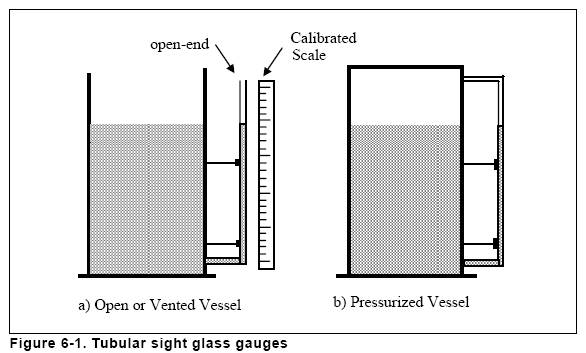 open-end
Calibrated
Scale
a) Open or Vented Vessel
b) Pressurized Vessel
Figure 6-1. Tubular sight glass gauges